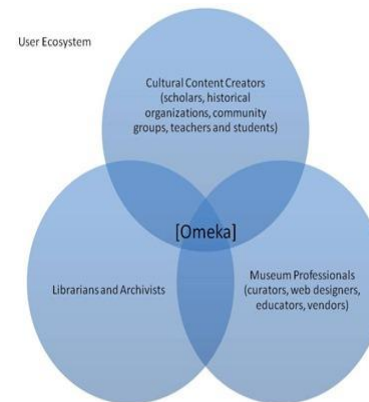 User Ecosystem
Cultural Content Creators
(scholars, historical
organizations, community
groups, teachers and students)
[Omeka]
Librarians and Archivists
Museum Professionals
(curators, web designers,
educators, vendors)